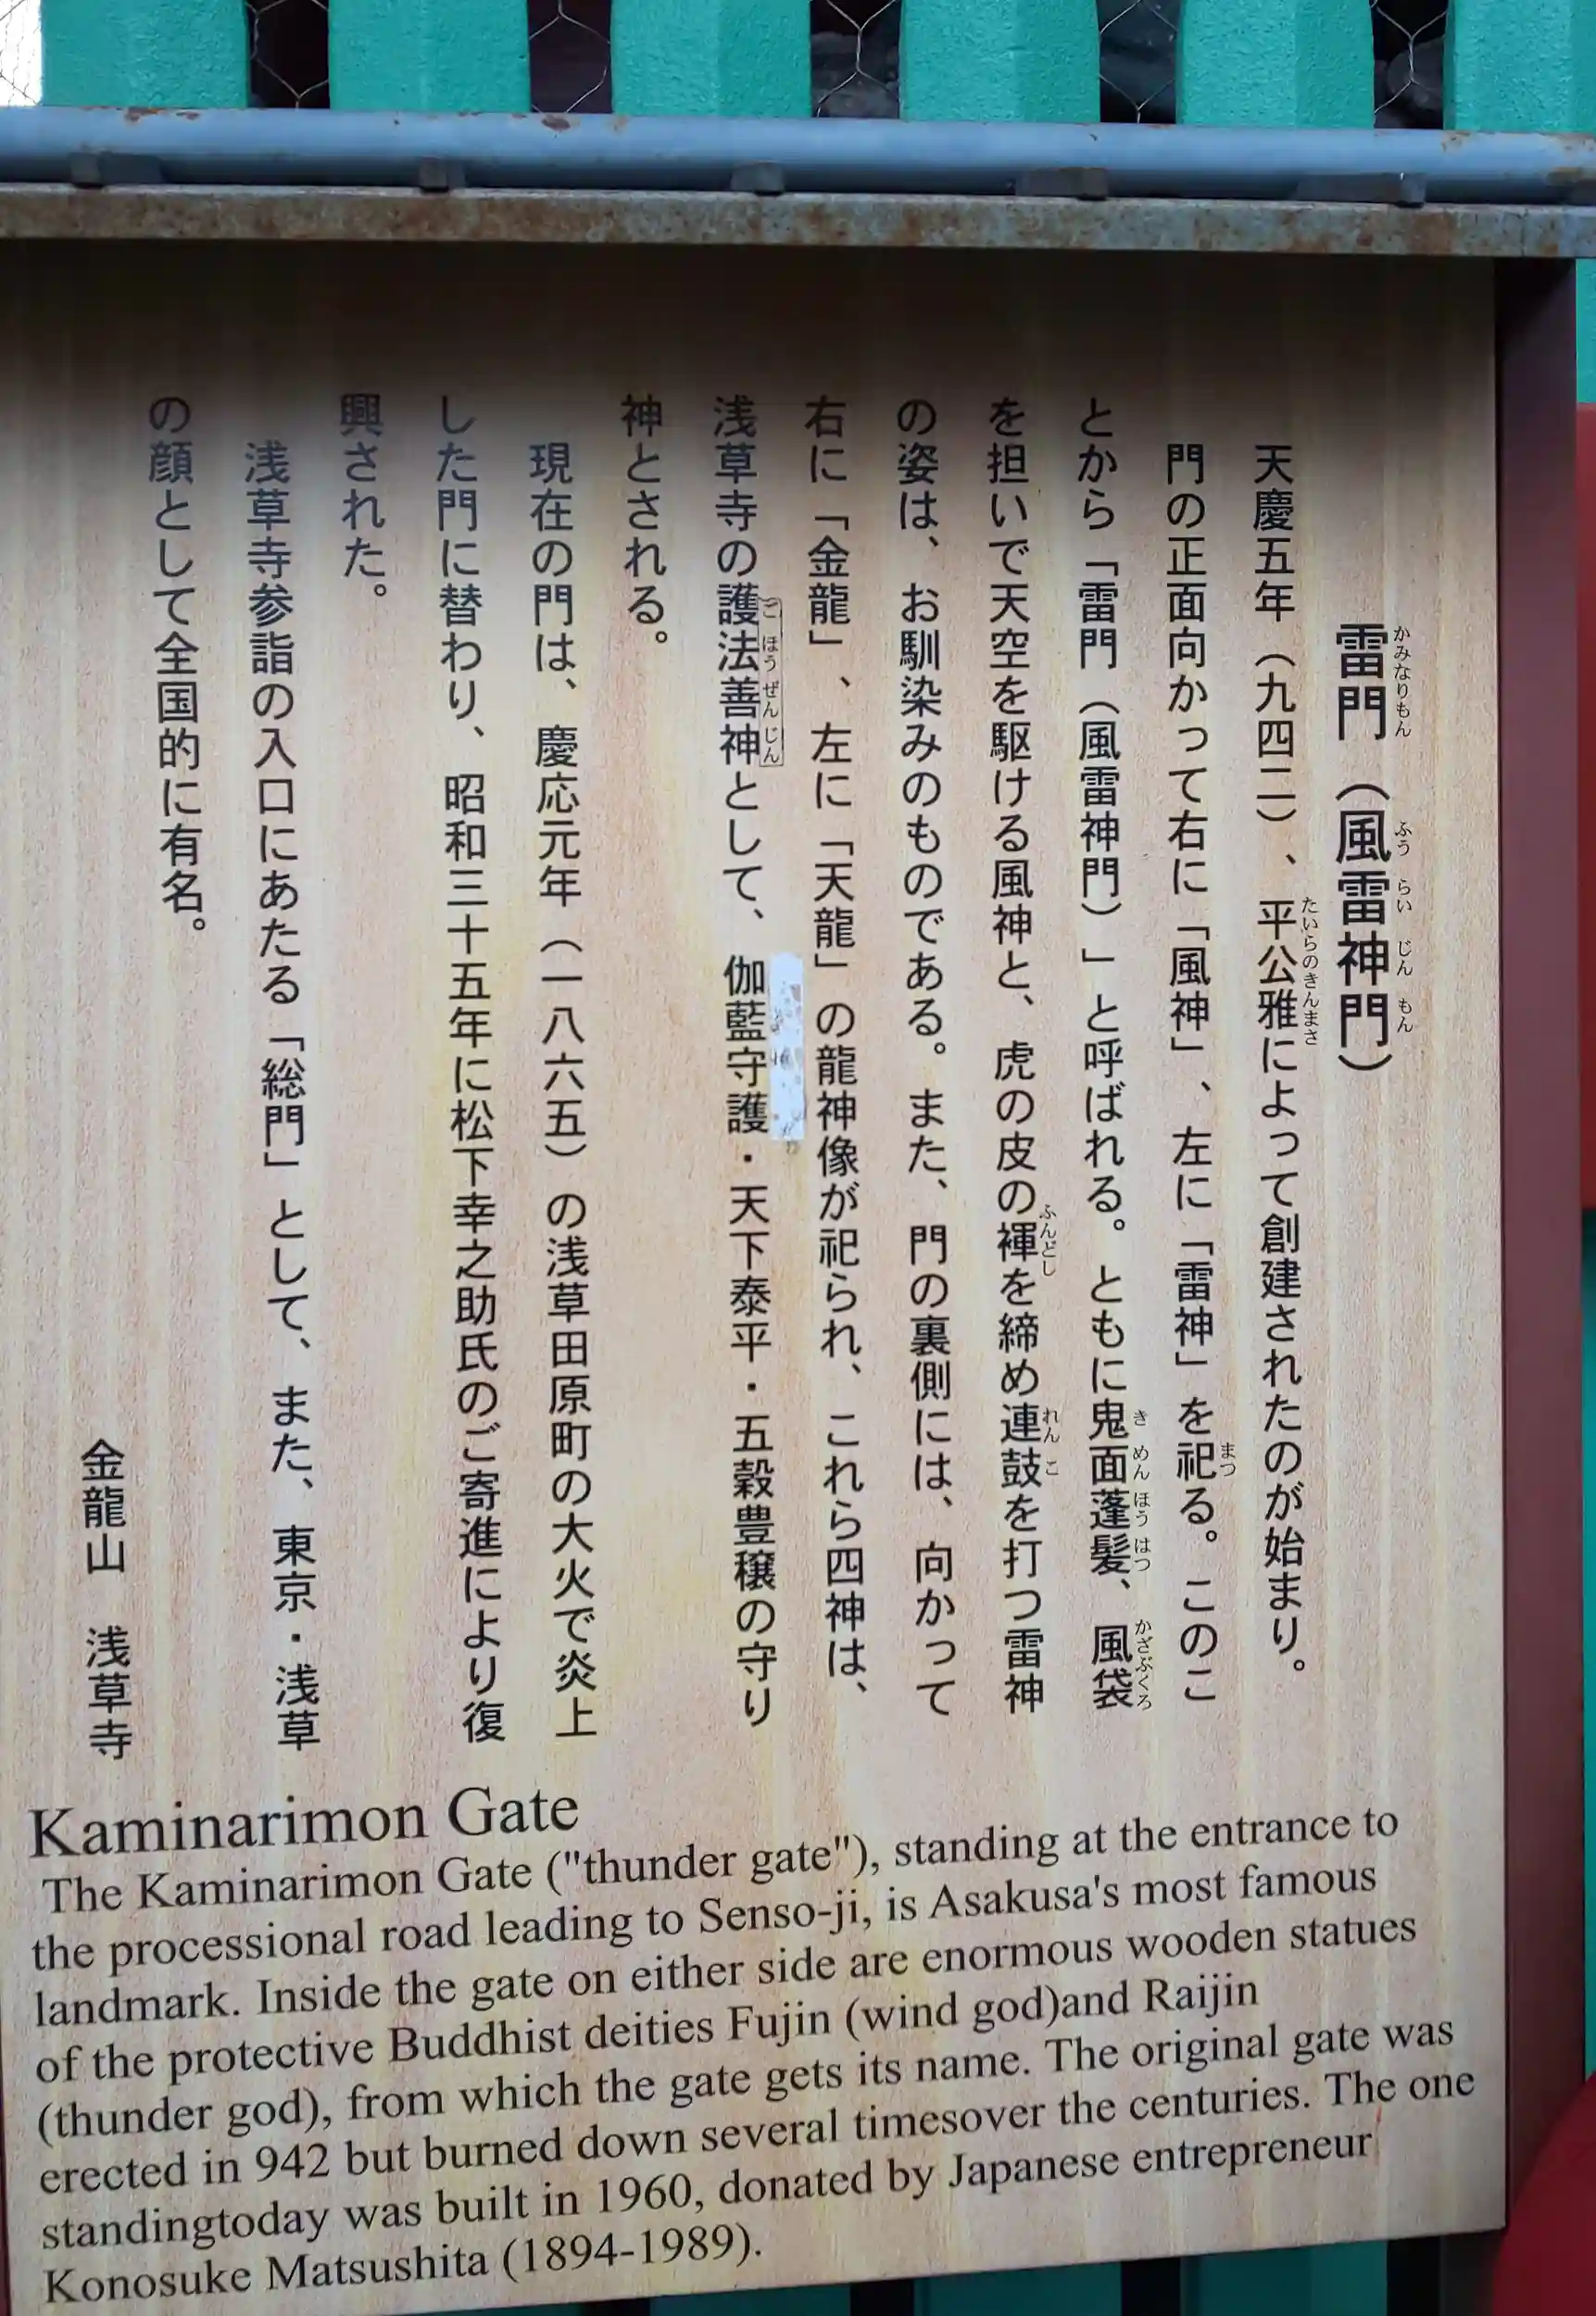 雷門（風雷神門）
天慶五年（九四二）、平公雅によって創建されたのが始まり。
門の正面向かって右に「風神」、左に「雷神」を祀る。このこ
とから「雷門（風雷神門）」と呼ばれる。ともに鬼面蓬髪、風袋
を担いで天空を駆ける風神と、虎の皮の褌を締め連鼓を打つ雷神
の姿は、お馴染みのものである。また、門の裏側には、向かって
右に「金龍」、左に「天龍」の龍神像が祀られ、これら四神は、
浅草寺の護法善神として、伽藍守護・天下泰平・五穀豊穣の守り
神とされる。
現在の門は、慶応元年（一八六五）の浅草田原町の大火で炎上
した門に替わり、昭和三十五年に松下幸之助氏のご寄進により復
興された。
浅草寺参詣の入口にあたる「総門」として、また、東京・浅草
の顔として全国的に有名。
金龍山　浅草寺
Kaminarimon Gate
The Kaminarimon Gate ("thunder gate"), standing at the entrance to
the processional road leading to Senso-ji, is Asakusa's most famous
landmark. Inside the gate on either side are enormous wooden statues
of the protective Buddhist deities Fujin (wind god)and Raijin
(thunder god), from which the gate gets its name. The original gate was
erected in 942 but burned down several timesover the centuries. The one
standingtoday was built in 1960, donated by Japanese entrepreneur
Konosuke Matsushita (1894-1989).